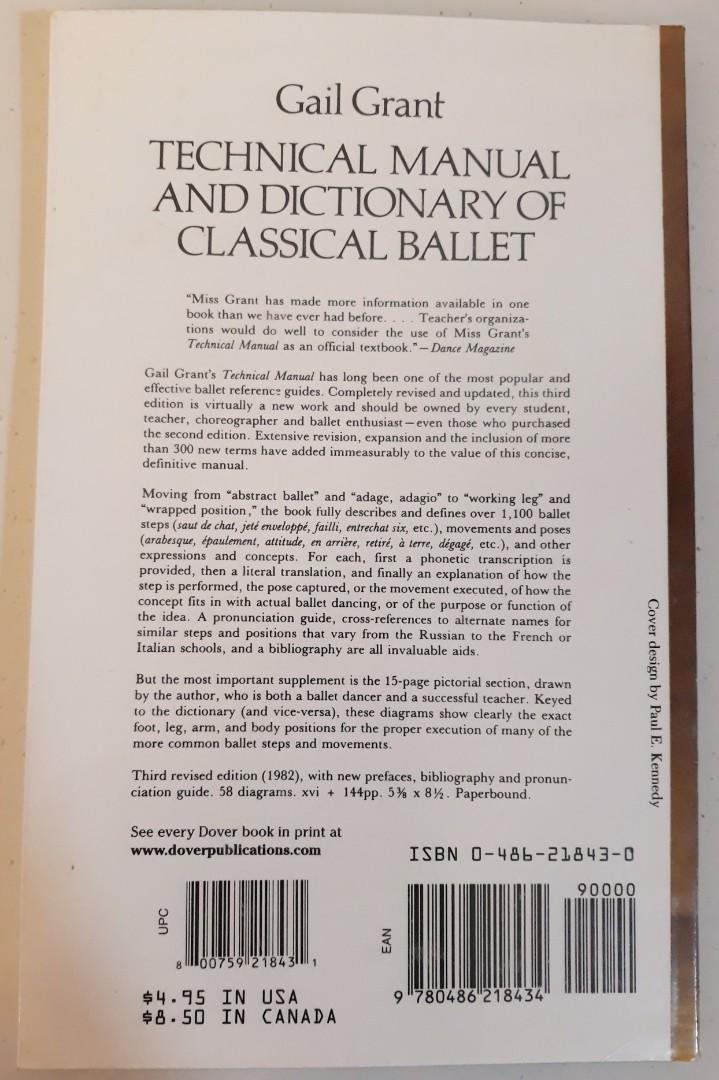 Gail Grant
TECHNICAL MANUAL
AND DICTIONARY OF
CLASSICAL BALLET
“Miss Grant has made more information available in one
book than we have ever had before. . . . Teacher's organiza-
tions would do well to consider the use of Miss Grant's
Technical Manual as an official textbook.”—Dance Magazine
Gail Grant's Technical Manual has long been one of the most popular and
effective ballet reference guides. Completely revised and updated, this third
edition is virtually a new work and should be owned by every student,
teacher, choreographer and ballet enthusiast—even those who purchased
the second edition. Extensive revision, expansion and the inclusion of more
than 300 new terms have added immeasurably to the value of this concise,
definitive manual.
Moving from “abstract ballet” and “adage, adagio” to “working leg” and
“wrapped position,” the book fully describes and defines over 1,100 ballet
steps (saut de chat, jeté enveloppé, failli, entrechat six, etc.), movements and poses
(arabesque, épaulement, attitude, en arrière, retiré, à terre, dégagé, etc.), and other
expressions and concepts. For each, first a phonetic transcription is
provided, then a literal translation, and finally an explanation of how the
step is performed, the pose captured, or the movement executed, of how the
concept fits in with actual ballet dancing, or of the purpose or function of
the idea. A pronunciation guide, cross-references to alternate names for
similar steps and positions that vary from the Russian to the French or
Italian schools, and a bibliography are all invaluable aids.
But the most important supplement is the 15-page pictorial section, drawn
by the author, who is both a ballet dancer and a successful teacher. Keyed
to the dictionary (and vice-versa), these diagrams show clearly the exact
foot, leg, arm, and body positions for the proper execution of many of the
more common ballet steps and movements.
Third revised edition (1982), with new prefaces, bibliography and pronun-
ciation guide. 58 diagrams. xvi + 144pp. 5⅜ x 8½. Paperbound.
Cover design by Paul E. Kennedy
See every Dover book in print at
www.doverpublications.com
ISBN 0-486-21843-0
90000
UPC
8 00759 21843 1
EAN
9 780486 218434
$4.95 IN USA
$8.50 IN CANADA